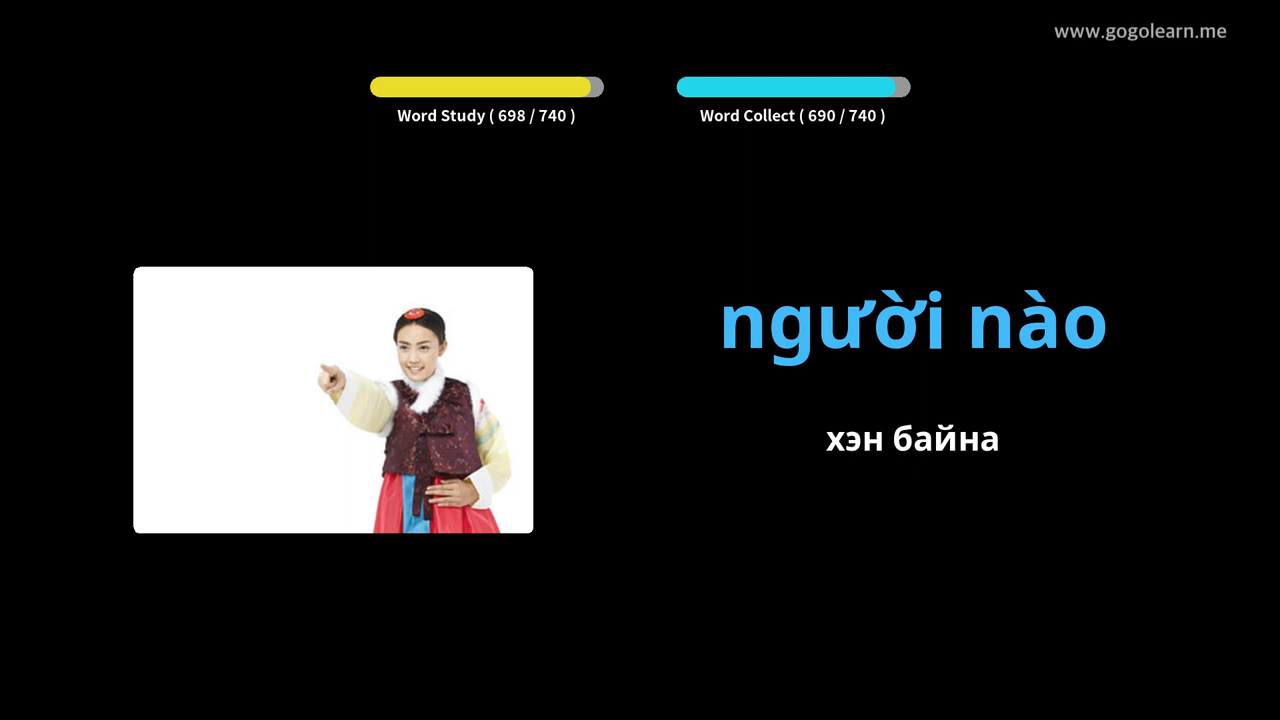 www.gogolearn.me
Word Study ( 698 / 740 )
Word Collect ( 690 / 740 )
người nào
хэн байна